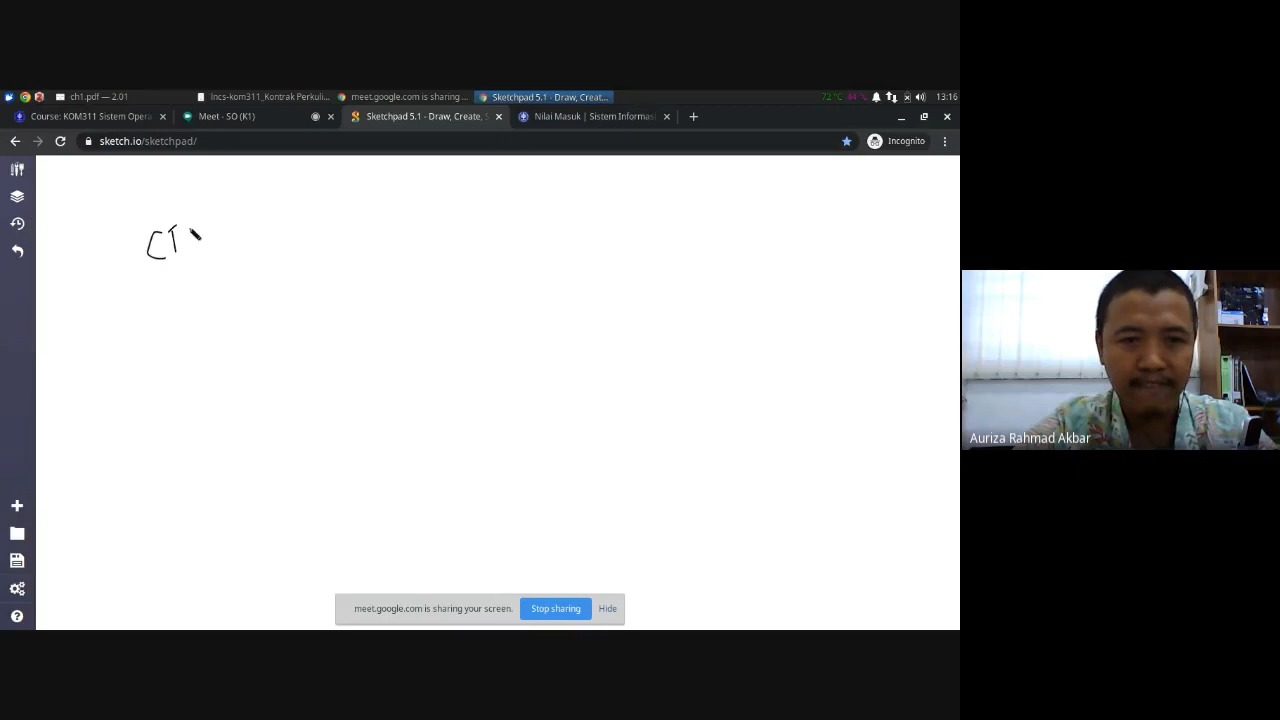 ch1.pdf — 2.01
lncs-kom311_Kontrak Perkuli...
meet.google.com is sharing ...
Sketchpad 5.1 - Draw, Creat...
72°C
13:16
Course: KOM311 Sistem Opera
Meet - SO (K1)
Sketchpad 5.1 - Draw, Create, S
Nilai Masuk | Sistem Informasi
sketch.io/sketchpad/
Incognito
meet.google.com is sharing your screen.
Stop sharing
Hide
Auriza Rahmad Akbar